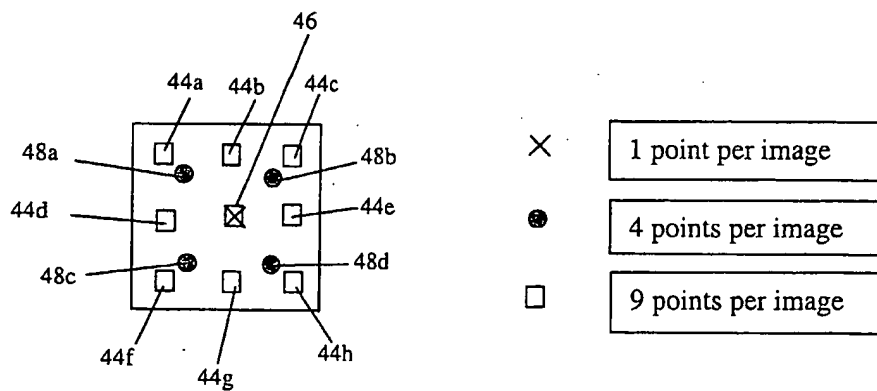 46
44a
44b
44c
48a
48b
44d
44e
48c
48d
44f
44g
44h
1 point per image
4 points per image
9 points per image